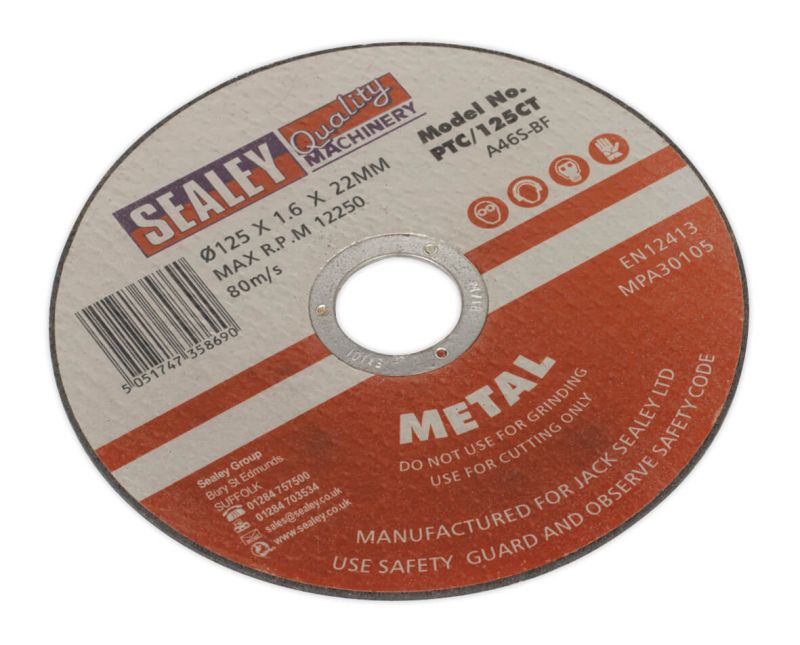 SEALEY
Quality
MACHINERY
Ø125 X 1.6 X 22MM
MAX R.P.M 12250
80m/s
Model No.
PTC/125CT
A46S-BF
5 051747 358690
EN12413
MPA30105
METAL
DO NOT USE FOR GRINDING
USE FOR CUTTING ONLY
Sealey Group
Bury St Edmunds
SUFFOLK
01284 757500
01284 703534
sales@sealey.co.uk
www.sealey.co.uk
MANUFACTURED FOR JACK SEALEY LTD
USE SAFETY GUARD AND OBSERVE SAFETY CODE